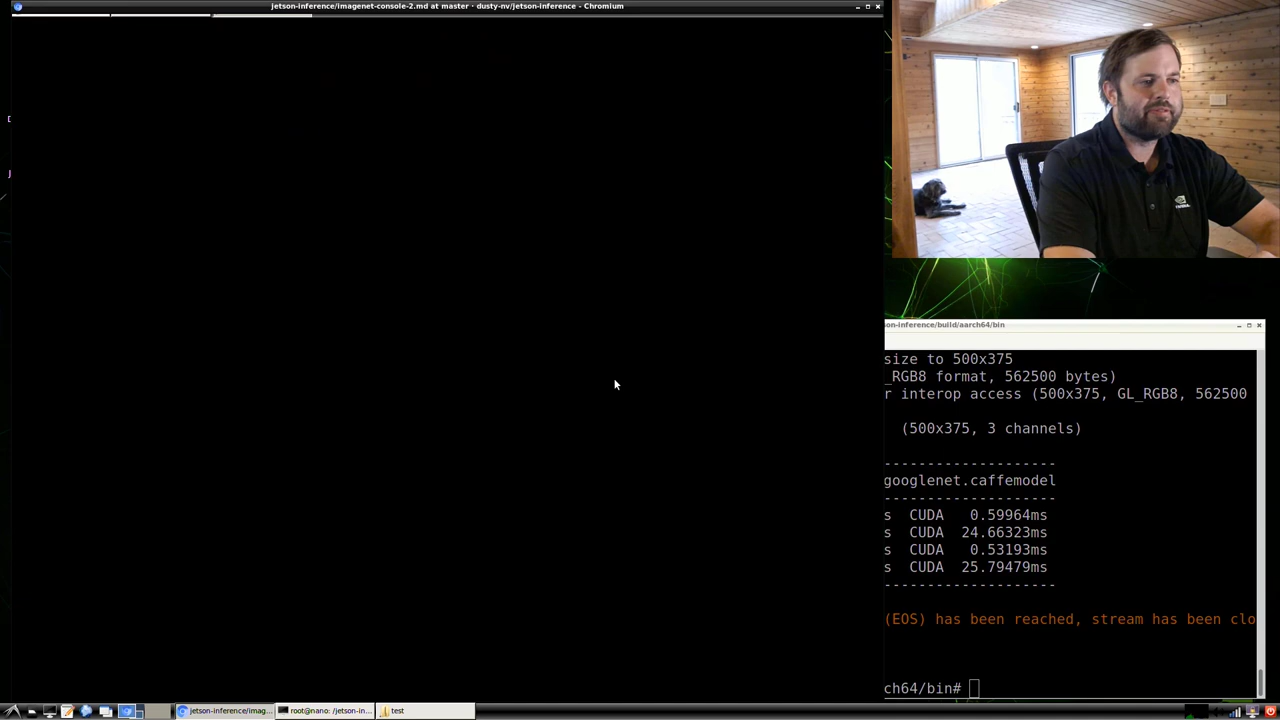 jetson-inference/imagenet-console-2.md at master · dusty-nv/jetson-inference - Chromium
son-inference/build/aarch64/bin
size to 500x375
_RGB8 format, 562500 bytes)
r interop access (500x375, GL_RGB8, 562500
(500x375, 3 channels)
--------------------
googlenet.caffemodel
--------------------
s CUDA 0.59964ms
s CUDA 24.66323ms
s CUDA 0.53193ms
s CUDA 25.79479ms
--------------------
(EOS) has been reached, stream has been clo
ch64/bin#
jetson-inference/imag...
root@nano: /jetson-in...
test